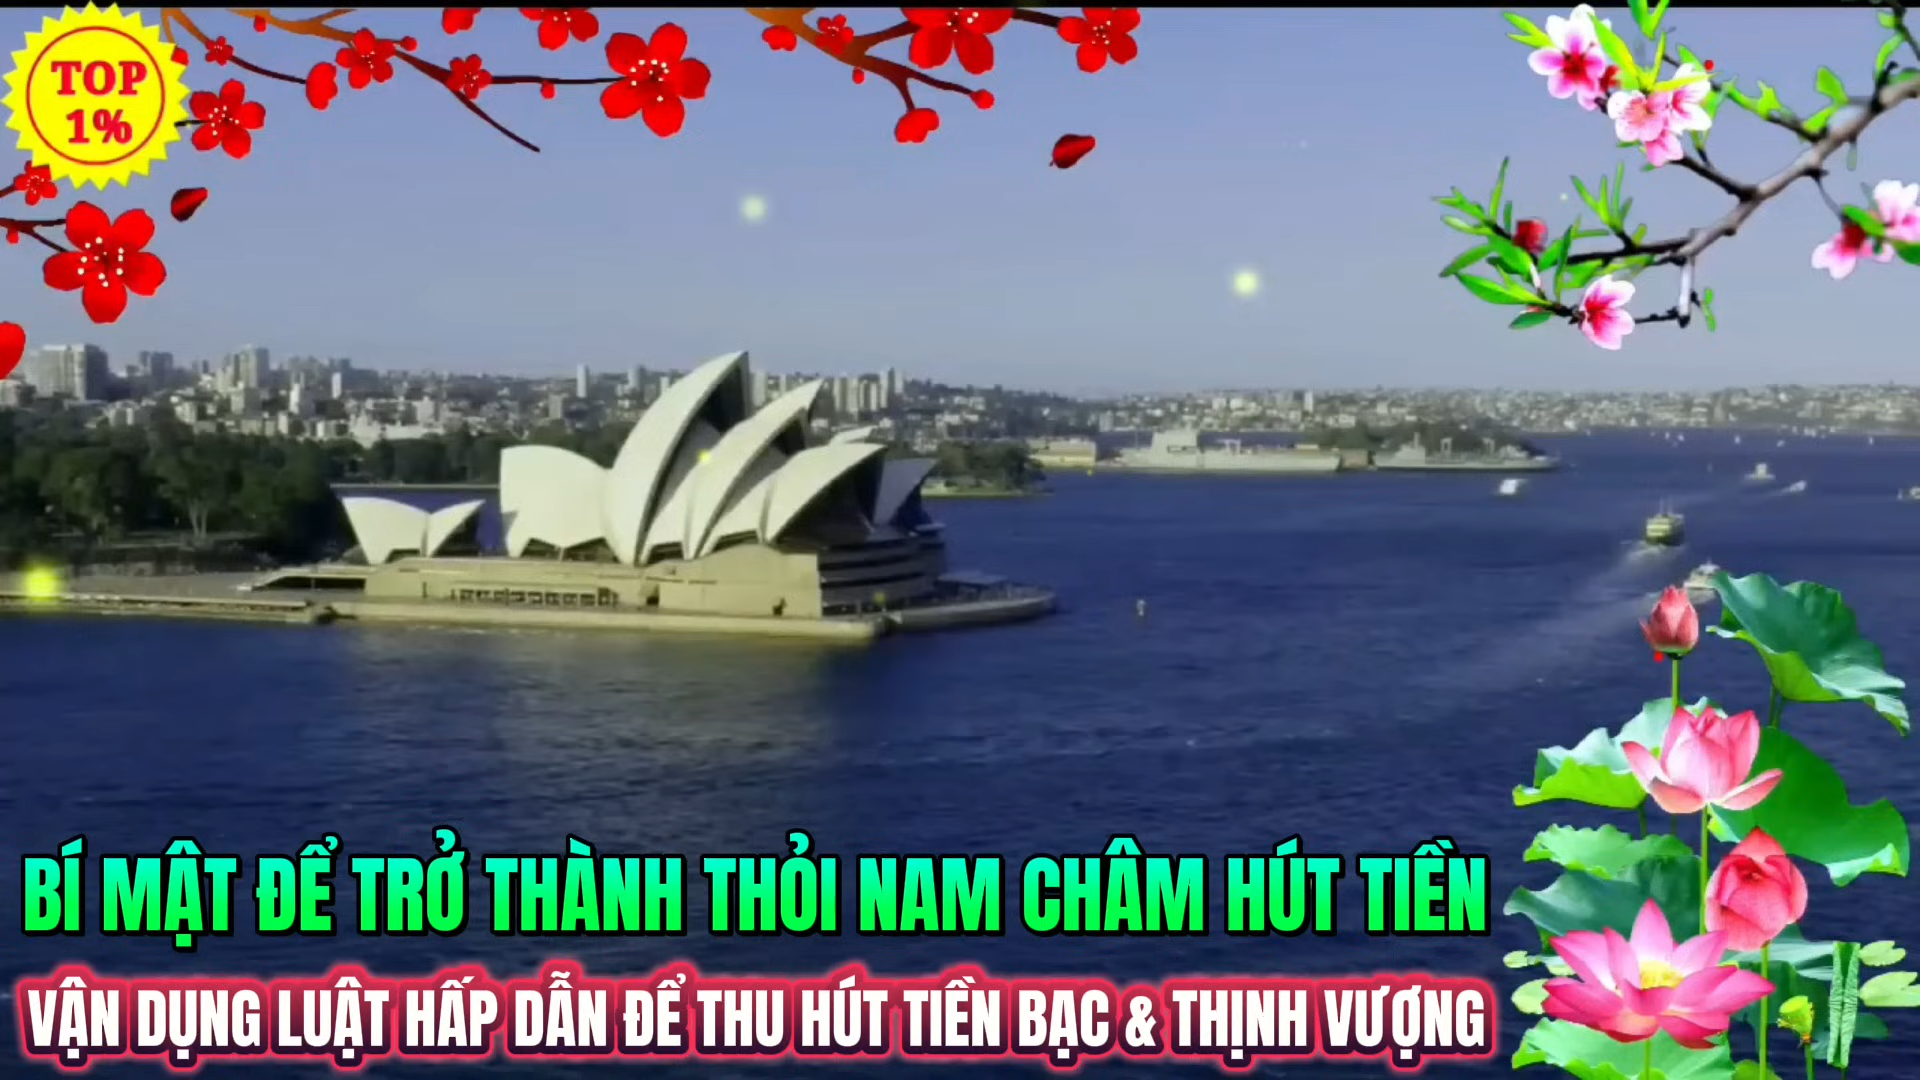 TOP
1%
BÍ MẬT ĐỂ TRỞ THÀNH THỎI NAM CHÂM HÚT TIỀN
VẬN DỤNG LUẬT HẤP DẪN ĐỂ THU HÚT TIỀN BẠC & THỊNH VƯỢNG